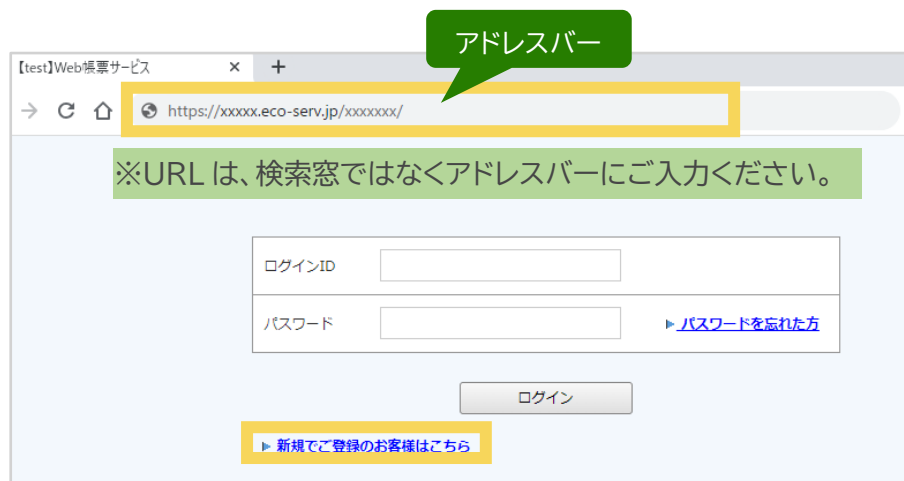 アドレスバー
【test】Web帳票サービス
https://xxxxx.eco-serv.jp/xxxxxxx/
※URL は、検索窓ではなくアドレスバーにご入力ください。
ログインID
パスワード
パスワードを忘れた方
ログイン
新規でご登録のお客様はこちら